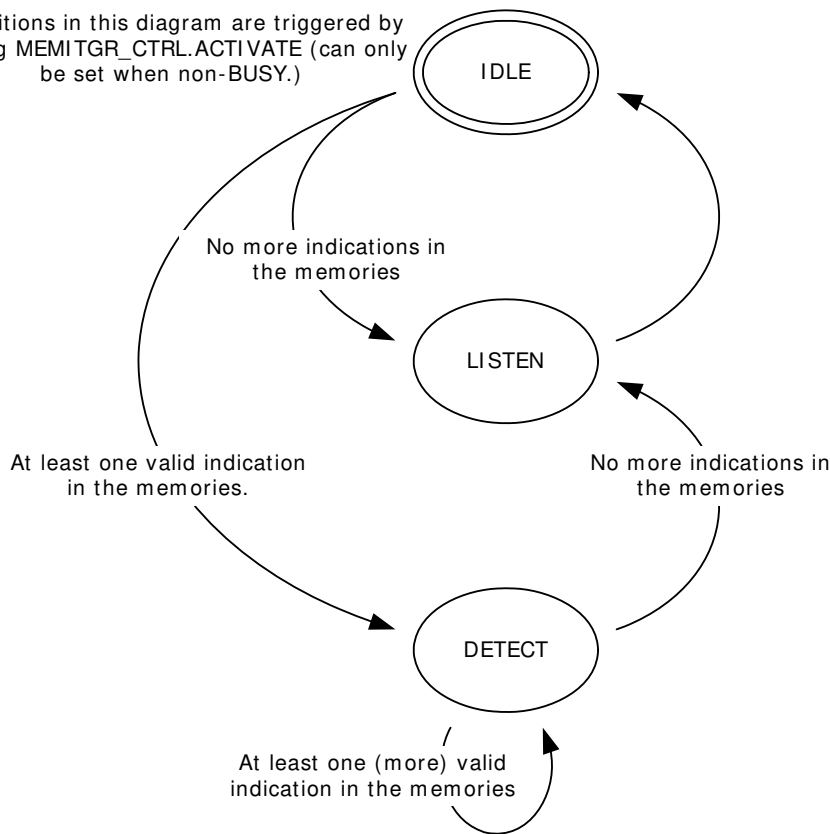 in this diagram are triggered by
MEMITGR_CTRL.ACTIVATE (can only
be set when non-BUSY.)
IDLE
No more indications in
the memories
LISTEN
At least one valid indication
in the memories.
No more indications in
the memories
DETECT
At least one (more) valid
indication in the memories